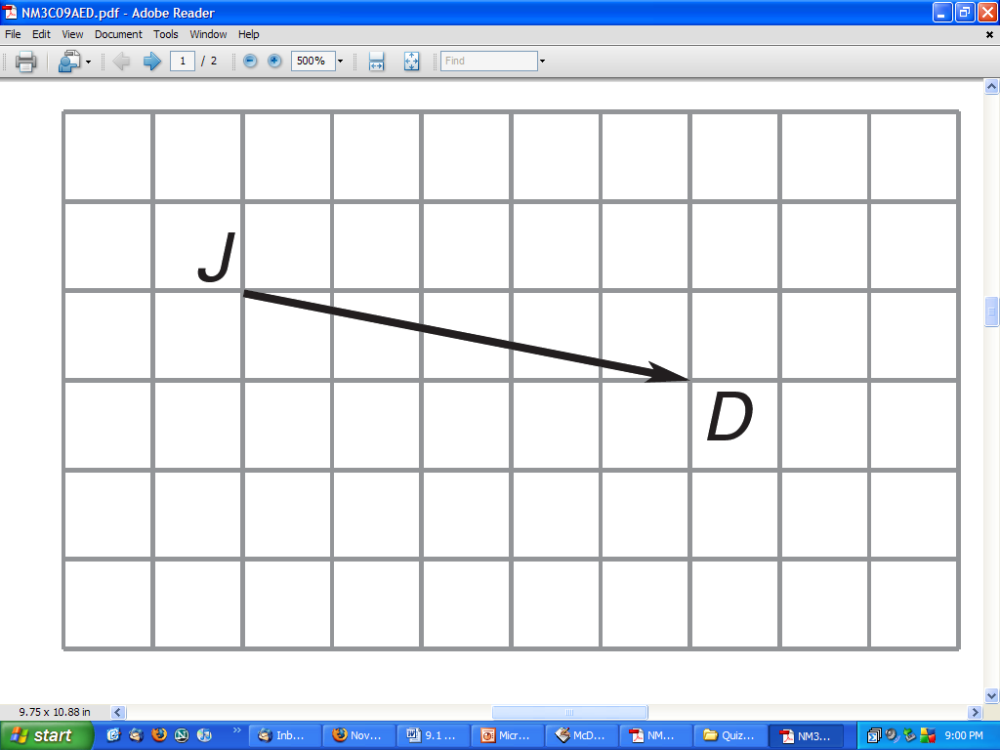 NM3C09AED.pdf - Adobe Reader
File Edit View Document Tools Window Help
1 / 2 500% Find
J
D
9.75 x 10.88 in
start Inb... Nov... 9.1 ... Micr... McD... NM... Quiz... NM3... 9:00 PM